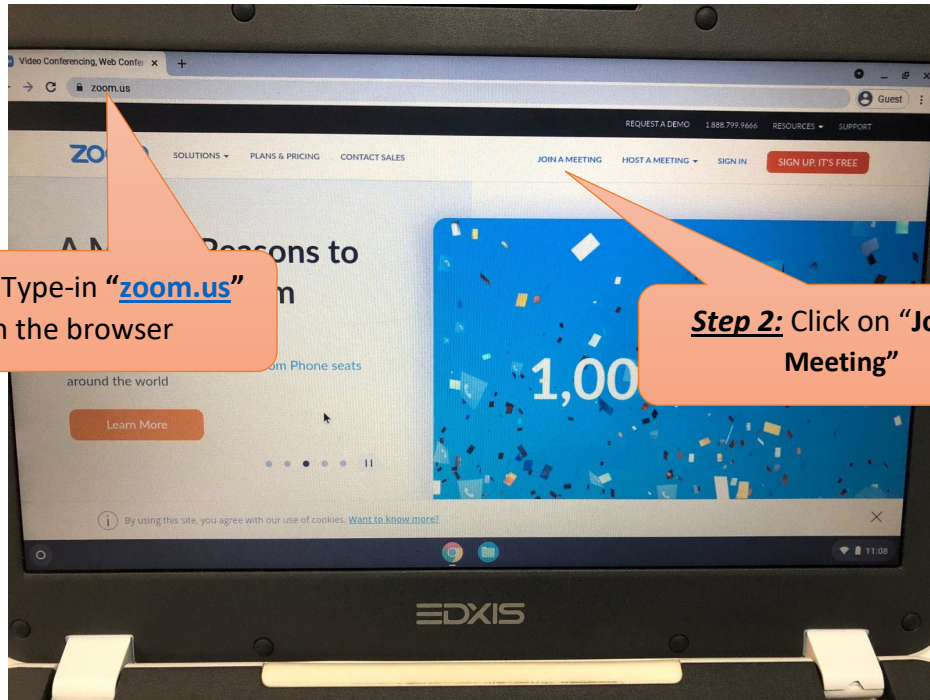 Video Conferencing, Web Confe
zoom.us
Guest
REQUEST A DEMO 1.888.799.9666 RESOURCES SUPPORT
SOLUTIONS PLANS & PRICING CONTACT SALES JOIN A MEETING HOST A MEETING SIGN IN SIGN UP, IT'S FREE
ons to
Type-in "zoom.us"
the browser
Step 2: Click on "Jo
Meeting"
1,00
om Phone seats
around the world
Learn More
By using this site, you agree with our use of cookies. Want to know more?
11:08
EDXIS